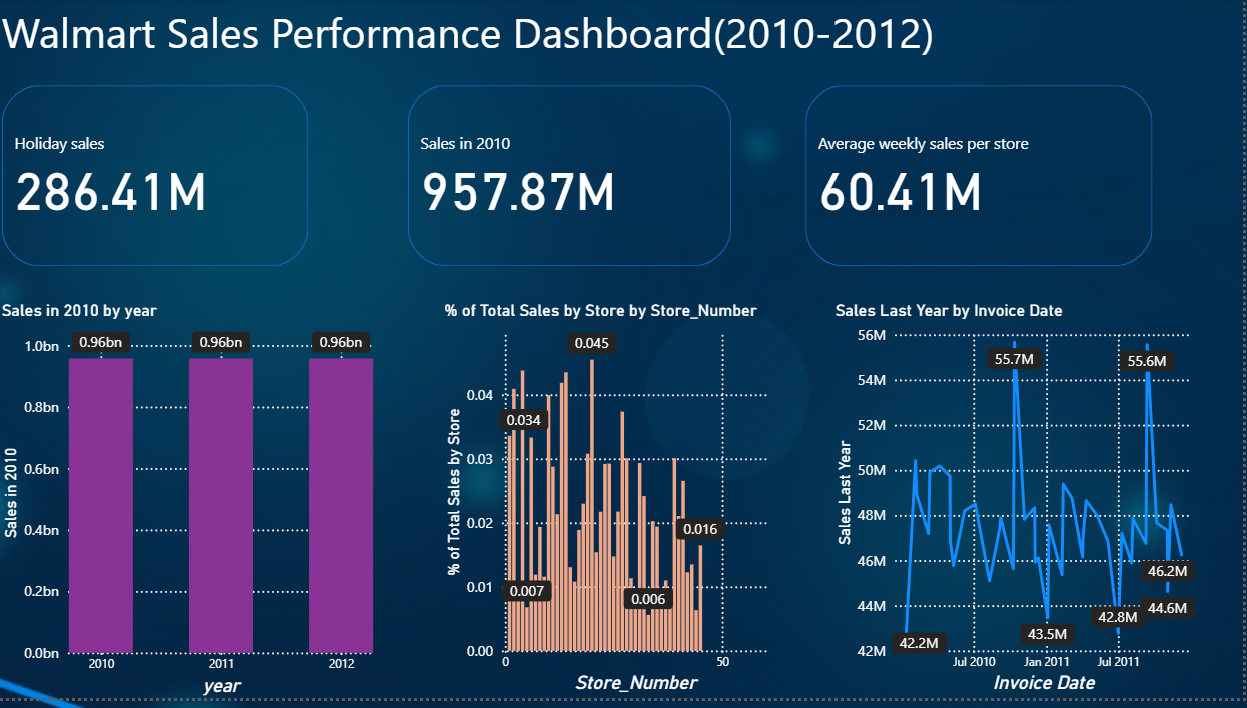 Walmart Sales Performance Dashboard(2010-2012)
Holiday sales
286.41M
Sales in 2010
957.87M
Average weekly sales per store
60.41M
Sales in 2010 by year
Sales in 2010
1.0bn
0.8bn
0.6bn
0.4bn
0.2bn
0.0bn
0.96bn
0.96bn
0.96bn
2010
2011
2012
year
% of Total Sales by Store by Store_Number
% of Total Sales by Store
0.04
0.03
0.02
0.01
0.00
0.045
0.034
0.016
0.007
0.006
0
50
Store_Number
Sales Last Year by Invoice Date
Sales Last Year
56M
54M
52M
50M
48M
46M
44M
42M
55.7M
55.6M
46.2M
44.6M
42.8M
43.5M
42.2M
Jul 2010
Jan 2011
Jul 2011
Invoice Date